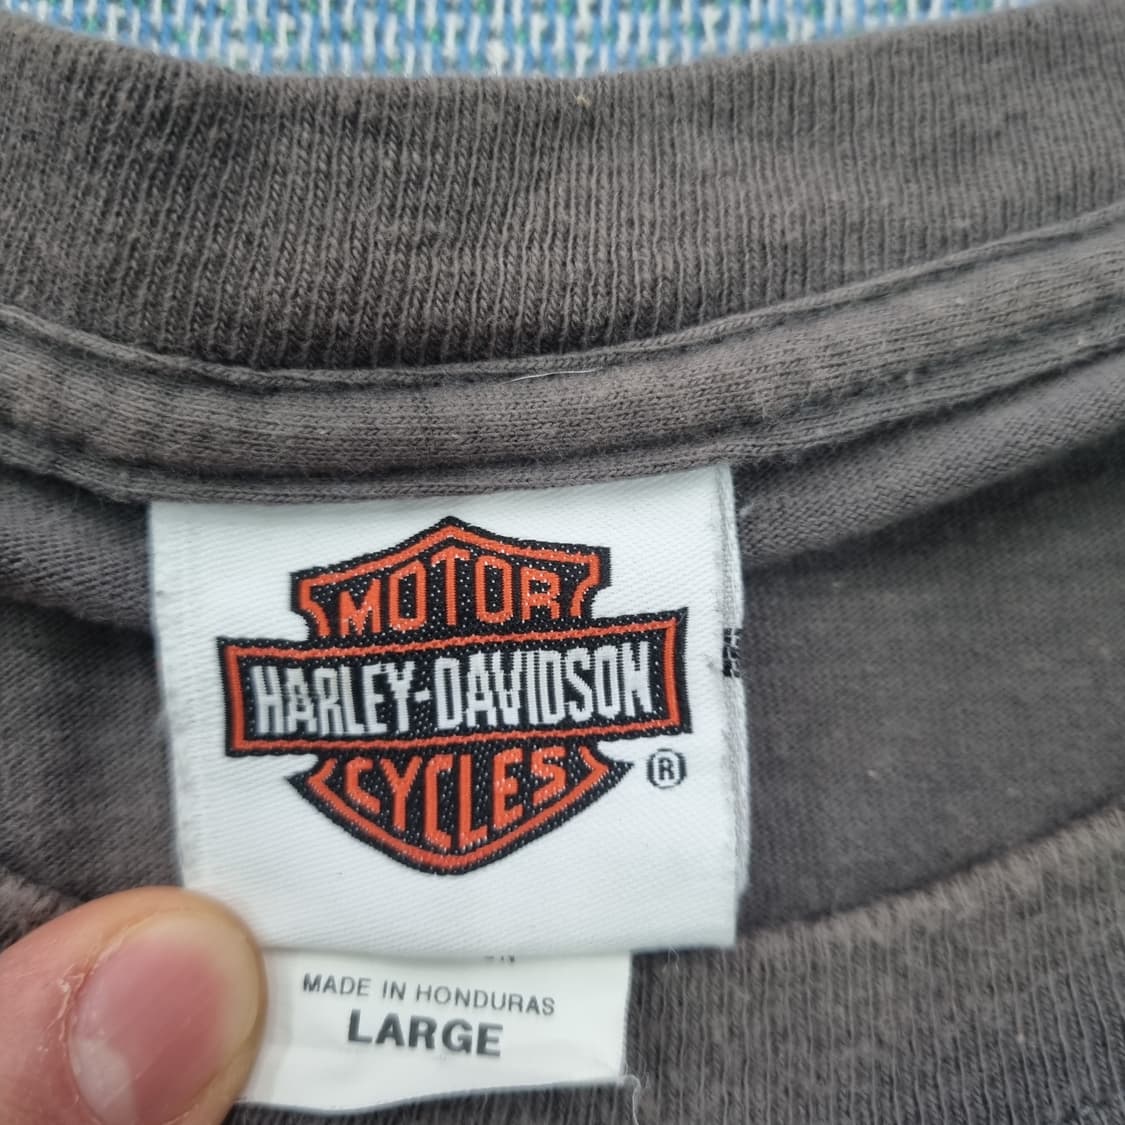 MOTOR
HARLEY-DAVIDSON
CYCLES
®
MADE IN HONDURAS
LARGE